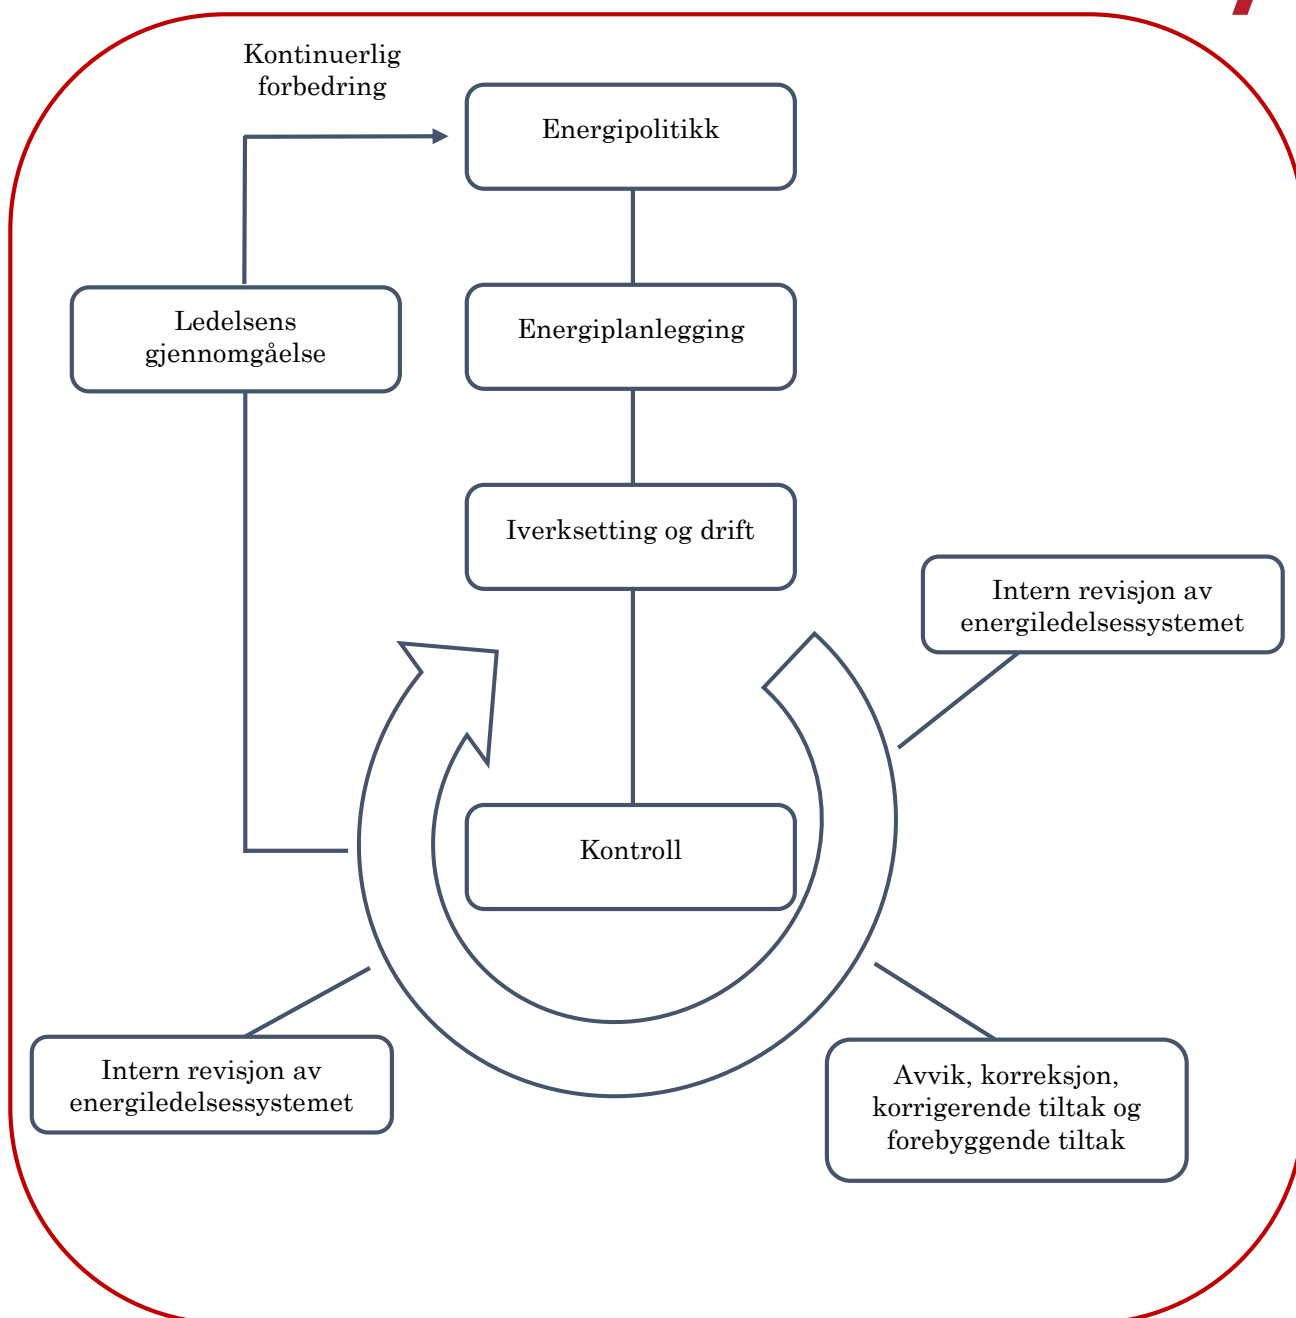 Kontinuerlig
forbedring
Energipolitikk
Ledelsens
gjennomgåelse
Energiplanlegging
Iverksetting og drift
Intern revisjon av
energiledelsessystemet
Kontroll
Intern revisjon av
energiledelsessystemet
Avvik, korreksjon,
korrigerende tiltak og
forebyggende tiltak